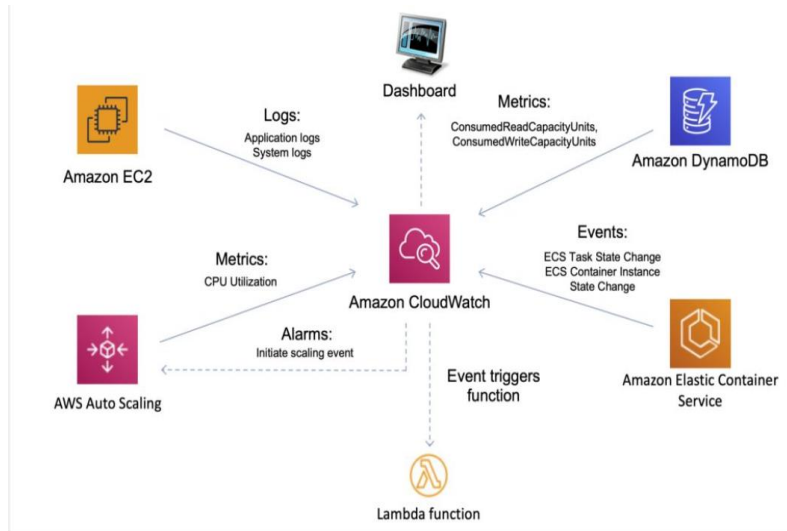 Dashboard
Amazon EC2
Logs:
Application logs
System logs
Metrics:
ConsumedReadCapacityUnits,
ConsumedWriteCapacityUnits
Amazon DynamoDB
Metrics:
CPU Utilization
Amazon CloudWatch
Events:
ECS Task State Change
ECS Container Instance
State Change
AWS Auto Scaling
Alarms:
Initiate scaling event
Event triggers
function
Amazon Elastic Container
Service
Lambda function